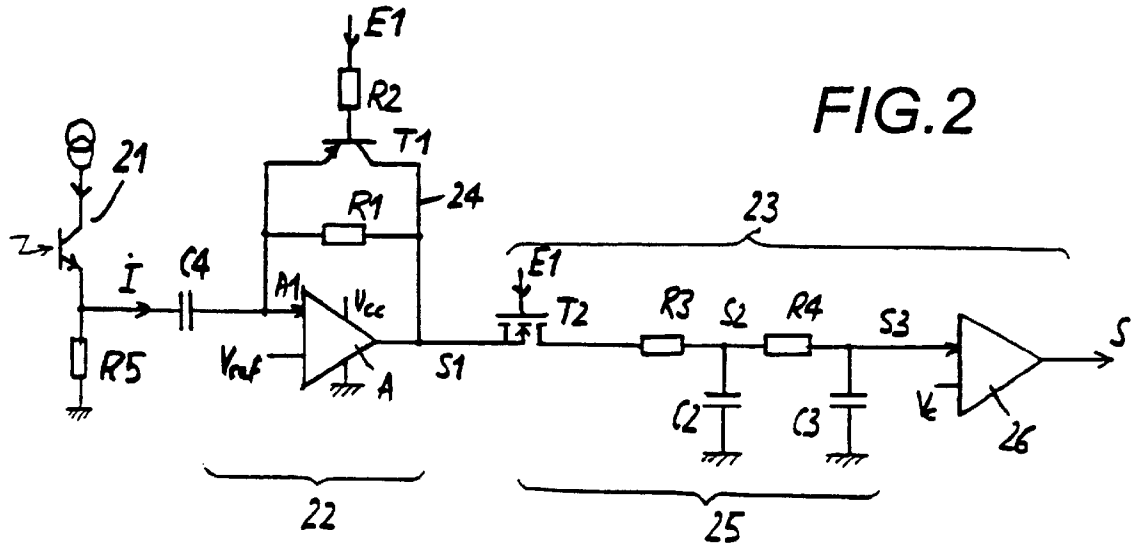 E1
R2
FIG.2
T1
21
24
R1
23
İ
C4
E1
A1
Vcc
T2
R3
S2
R4
S3
S
R5
Vref
A
S1
C2
C3
Vc
26
22
25